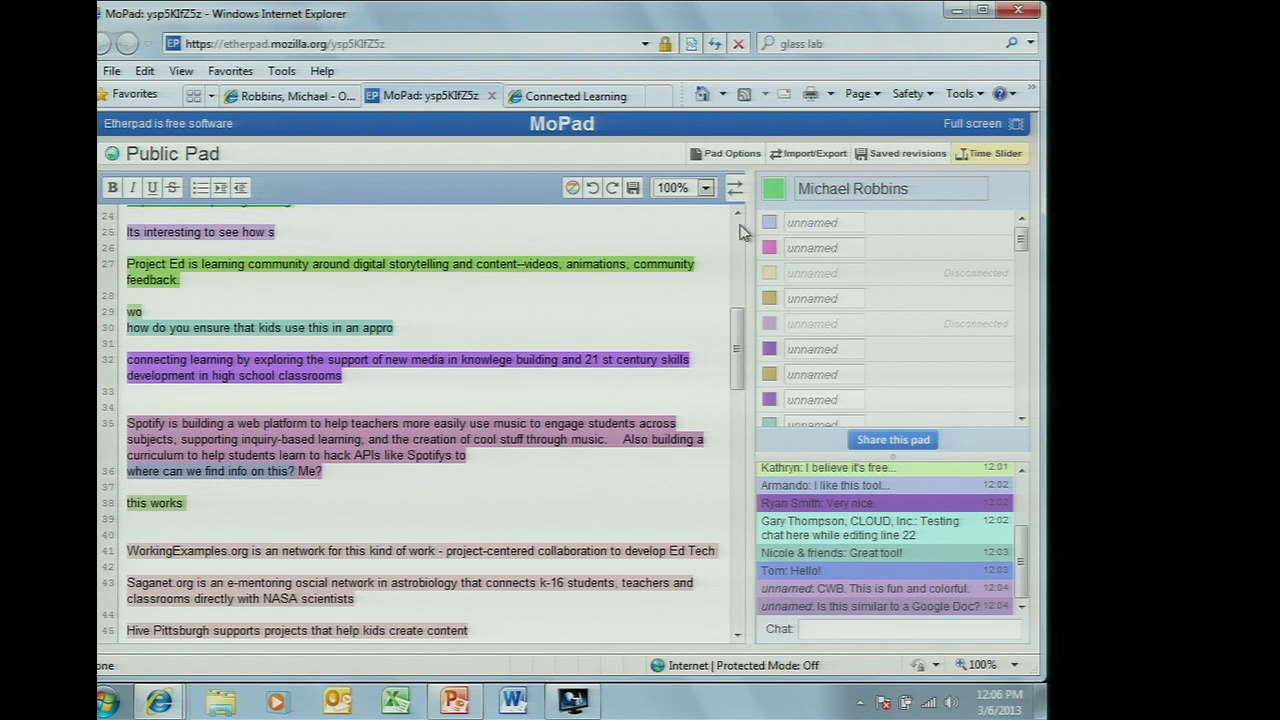 MoPad: ysp5KIfZ5z - Windows Internet Explorer
EP https://etherpad.mozilla.org/ysp5KIfZ5z
glass lab
File Edit View Favorites Tools Help
Favorites
Robbins, Michael - O...
EP MoPad: ysp5KIfZ5z
Connected Learning
Page Safety Tools
Etherpad is free software
MoPad
Full screen
Public Pad
Pad Options
Import/Export
Saved revisions
Time Slider
B I U S
100%
Michael Robbins
24
25 Its interesting to see how s
26
27 Project Ed is learning community around digital storytelling and content--videos, animations, community
feedback.
28
29 wo
30 how do you ensure that kids use this in an appro
31
32 connecting learning by exploring the support of new media in knowlege building and 21 st century skills
development in high school classrooms
33
34
35 Spotify is building a web platform to help teachers more easily use music to engage students across
subjects, supporting inquiry-based learning, and the creation of cool stuff through music. Also building a
curriculum to help students learn to hack APIs like Spotifys to
36 where can we find info on this? Me?
37
38 this works
39
40
41 WorkingExamples.org is an network for this kind of work - project-centered collaboration to develop Ed Tech
42
43 Saganet.org is an e-mentoring social network in astrobiology that connects k-16 students, teachers and
classrooms directly with NASA scientists
44
45 Hive Pittsburgh supports projects that help kids create content
unnamed
unnamed
unnamed Disconnected
unnamed
unnamed Disconnected
unnamed
unnamed
unnamed
unnamed
Share this pad
Kathryn: I believe it's free... 12:01
Armando: I like this tool... 12:02
Ryan Smith: Very nice. 12:02
Gary Thompson, CLOUD, Inc.: Testing 12:02
chat here while editing line 22
Nicole & friends: Great tool! 12:03
Tom: Hello! 12:03
unnamed: CWB. This is fun and colorful. 12:04
unnamed: Is this similar to a Google Doc? 12:04
Chat:
one
Internet | Protected Mode: Off
100%
12:06 PM
3/6/2013